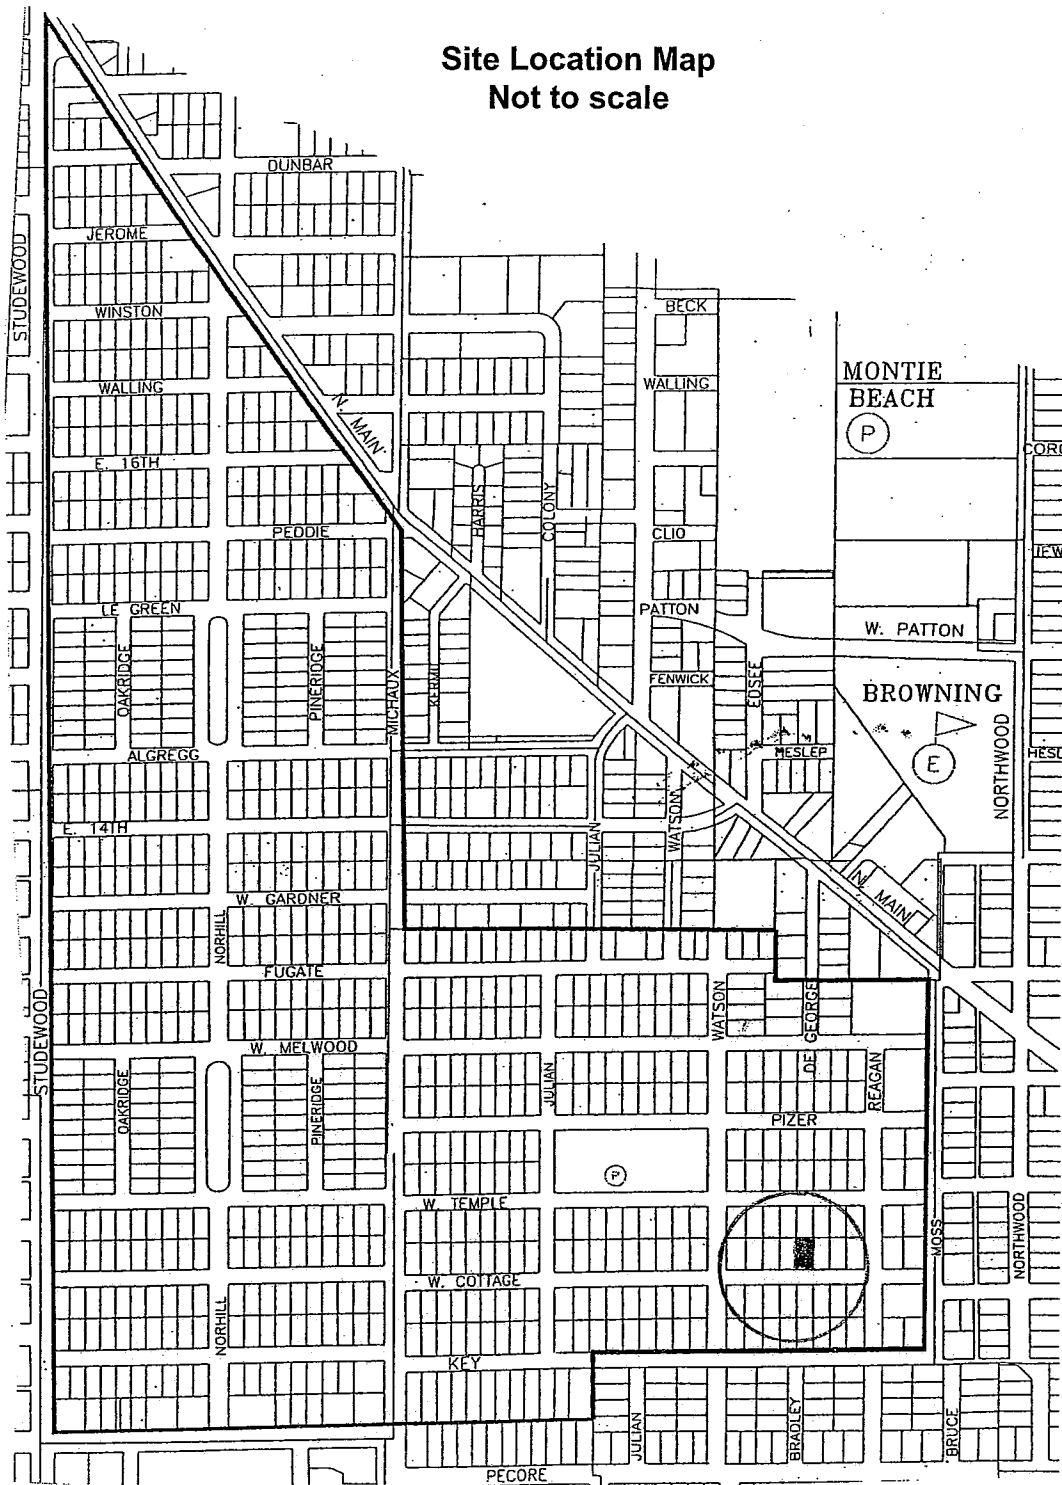 Site Location Map
Not to scale
DUNBAR
JEROME
STUDEWOOD
WINSTON
BECK
WALLING
WALLING
MONTIE
BEACH
P
N. MAIN
E. 16TH
HARRIS
COLONY
PEDDIE
CLIO
LE GREEN
PATTON
W. PATTON
OAKRIDGE
PINERIDGE
MICHAUX
FENWICK
EDSEE
BROWNING
E
NORTHWOOD
ALGREGG
MESLEP
E. 14TH
JULIAN
WATSON
W. GARDNER
N. MAIN
NORHILL
FUGATE
STUDEWOOD
WATSON
DE GEORGE
W. MELWOOD
OAKRIDGE
PINERIDGE
JULIAN
REAGAN
PIZER
P
W. TEMPLE
MOSS
NORTHWOOD
W. COTTAGE
NORHILL
KEY
JULIAN
BRADLEY
BRUCE
PECORE